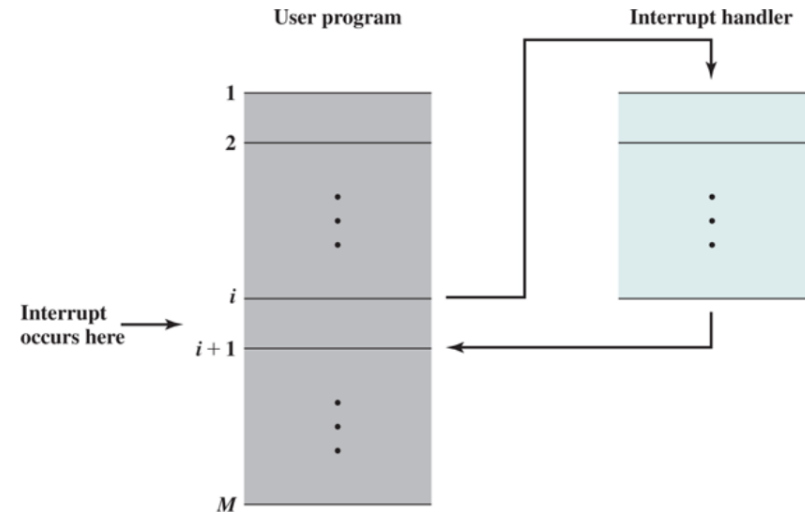 User program
Interrupt handler
1
2
i
Interrupt
occurs here
i + 1
M